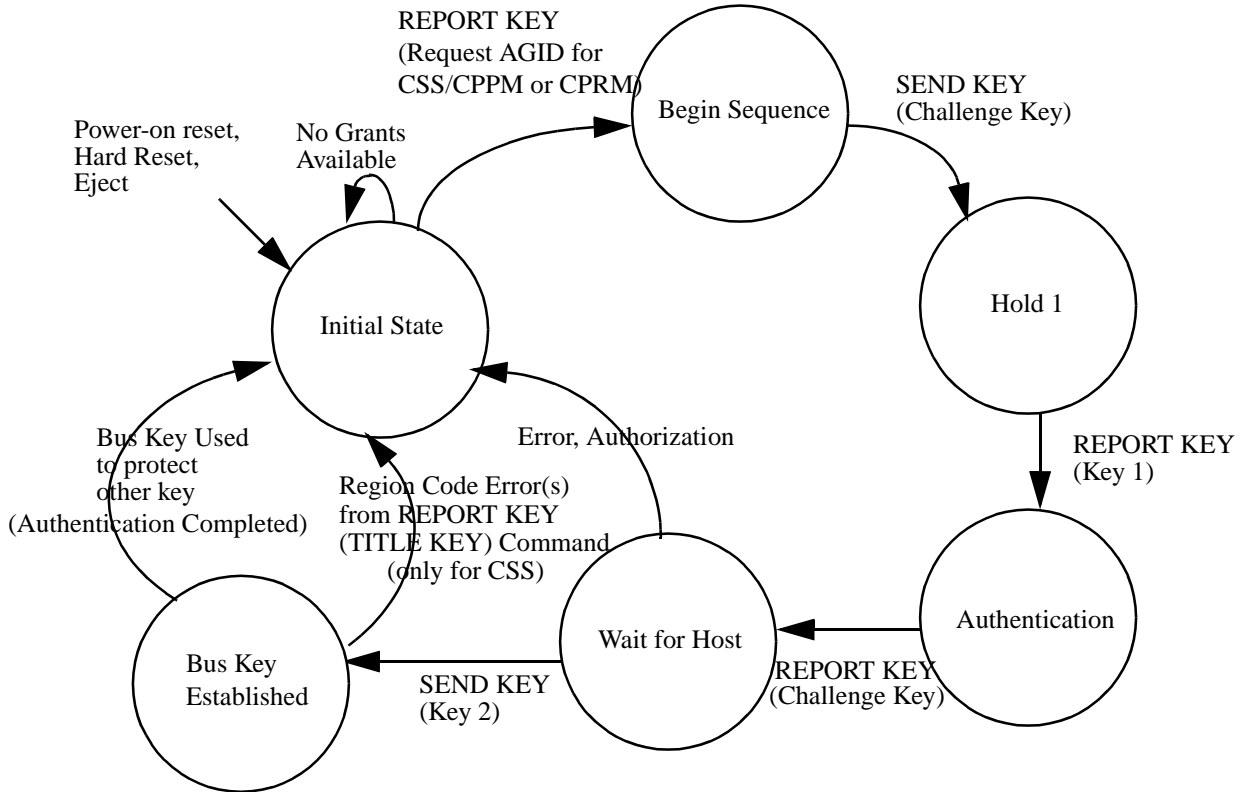 REPORT KEY
(Request AGID for
CSS/CPPM or CPRM)
Begin Sequence
SEND KEY
(Challenge Key)
Power-on reset,
Hard Reset,
Eject
No Grants
Available
Initial State
Hold 1
Bus Key Used
to protect
other key
(Authentication Completed)
Error, Authorization
Region Code Error(s)
from REPORT KEY
(TITLE KEY) Command
(only for CSS)
REPORT KEY
(Key 1)
Authentication
Wait for Host
Bus Key
Established
SEND KEY
(Key 2)
REPORT KEY
(Challenge Key)